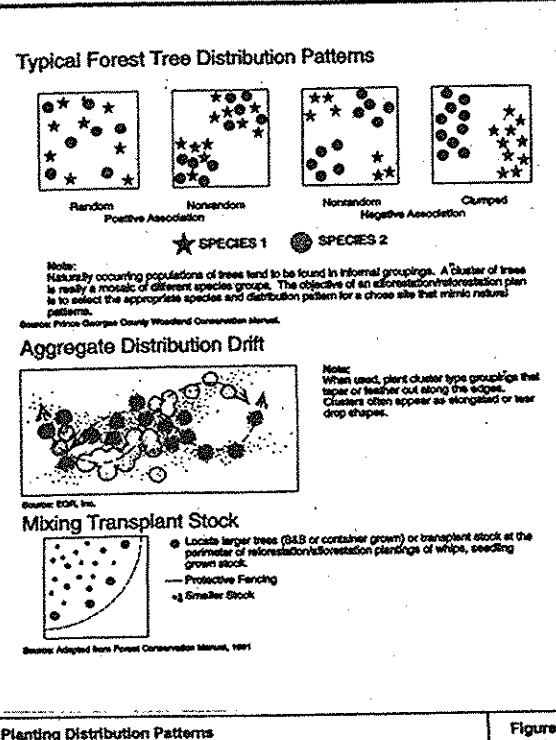 Typical Forest Tree Distribution Patterns
Random
Nonrandom
Nonrandom
Clumped
Positive Association
Negative Association
SPECIES 1
SPECIES 2
Note:
Naturally occurring populations of trees tend to be found in informal groupings. A cluster of trees
is really a mosaic of different species groups. The objective of an afforestation/reforestation plan
is to select the appropriate species and distribution pattern for a chose site that mimic natural
patterns.
Source: Prince Georges County Woodland Conservation Manual.
Aggregate Distribution Drift
Note:
When used, plant cluster type groupings that
taper or feather out along the edges.
Clusters often appear as elongated or tear
drop shapes.
Source: EQR, Inc.
Mixing Transplant Stock
Locate larger trees (B&B or container grown) or transplant stock at the
perimeter of reforestation/afforestation plantings of whips, seedling
grown stock.
Protective Fencing
Smaller Stock
Source: Adapted from Forest Conservation Manual, 1991
Planting Distribution Patterns
Figure